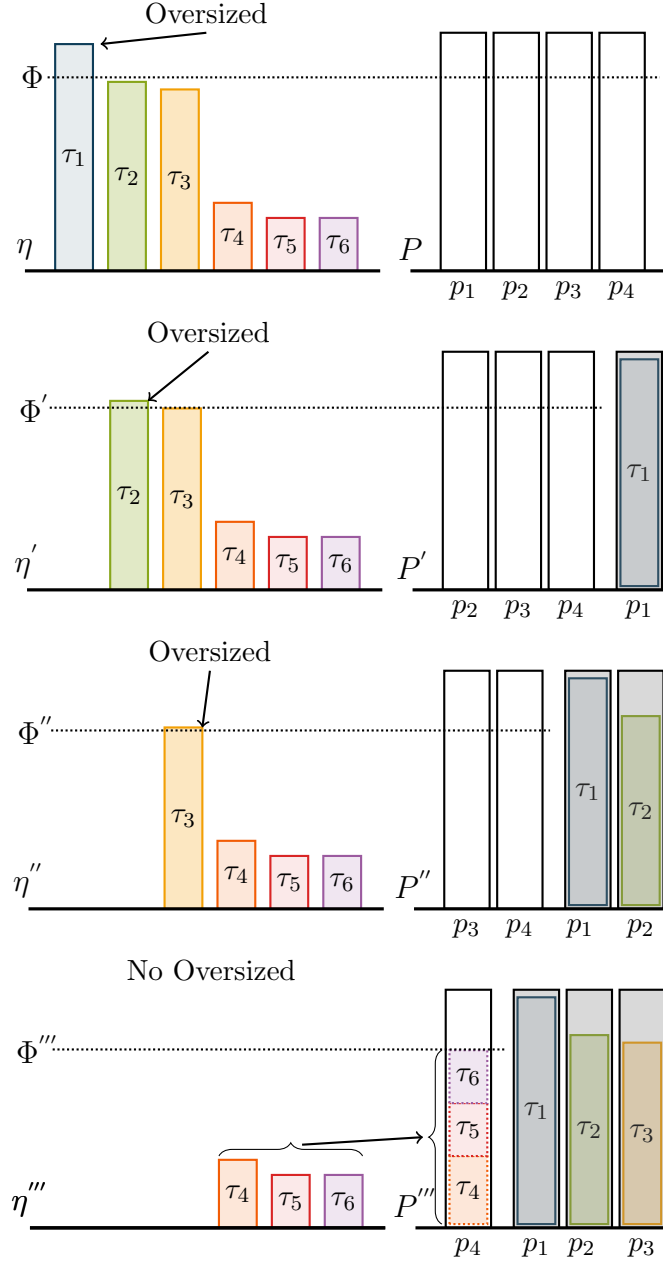 Oversized
Φ
τ1 τ2 τ3 τ4 τ5 τ6
η P
p1 p2 p3 p4
Oversized
Φ′
τ2 τ3 τ4 τ5 τ6 τ1
η′ P′
p2 p3 p4 p1
Oversized
Φ″
τ3 τ4 τ5 τ6 τ1 τ2
η″ P″
p3 p4 p1 p2
No Oversized
Φ‴
τ6
τ5 τ1 τ2 τ3
τ4 τ5 τ6 τ4
η‴ P‴
p4 p1 p2 p3